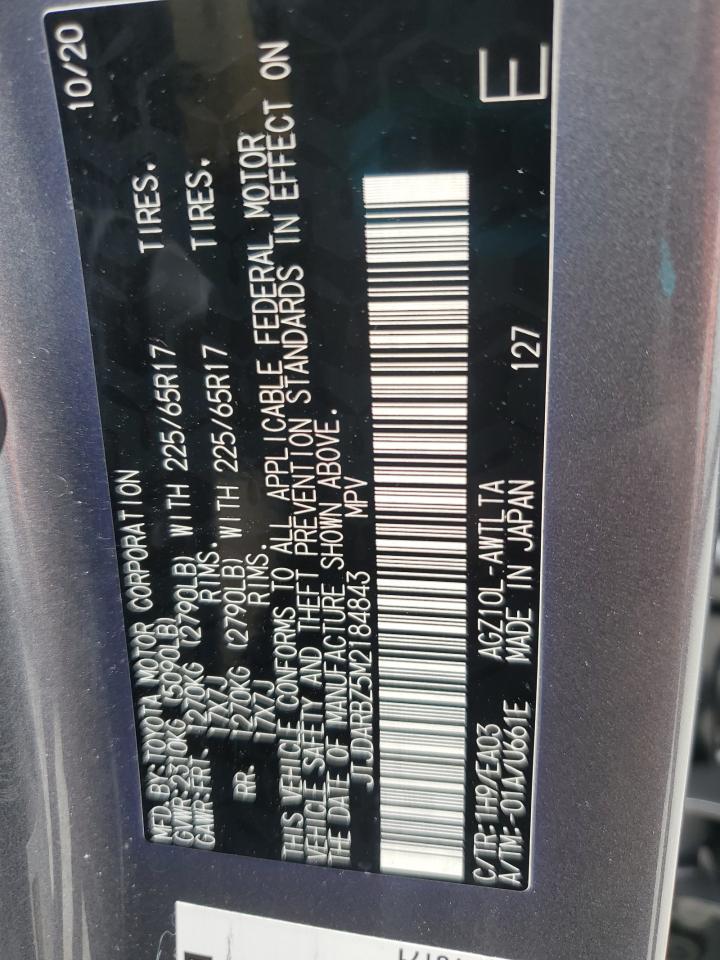 MFD. BY: TOYOTA MOTOR CORPORATION 10/20
GVWR: 2310KG (5090LB)
GAWR: FRT. 1270KG (2790LB) WITH 225/65R17 TIRES.
17X7J RIMS.
RR. 1270KG (2790LB) WITH 225/65R17 TIRES.
17X7J RIMS.
THIS VEHICLE CONFORMS TO ALL APPLICABLE FEDERAL MOTOR
VEHICLE SAFETY AND THEFT PREVENTION STANDARDS IN EFFECT ON
THE DATE OF MANUFACTURE SHOWN ABOVE.
JTJDARBZ5M2184843 MPV
C/TR: 1H9/EA03 AGZ10L-AWTLTA
A/TM: -01A/U661E MADE IN JAPAN 127 E